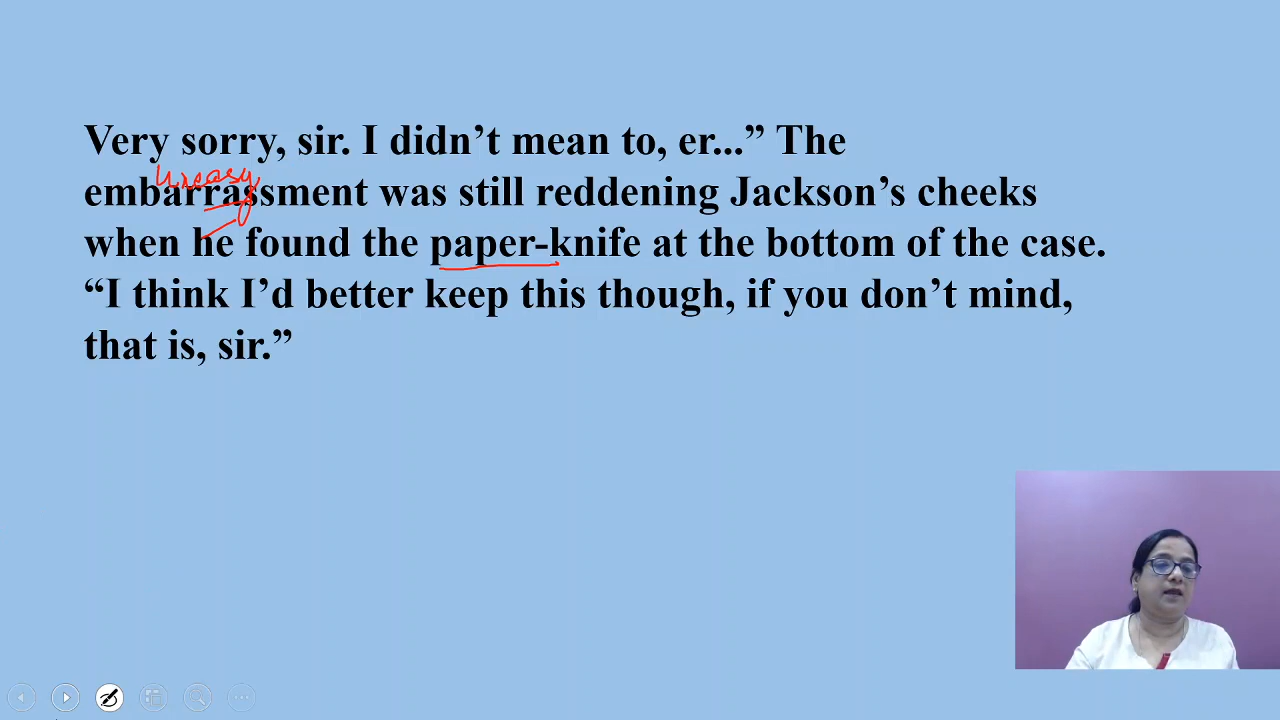 Very sorry, sir. I didn’t mean to, er...” The
uneasy
embarrassment was still reddening Jackson’s cheeks
when he found the paper-knife at the bottom of the case.
“I think I’d better keep this though, if you don’t mind,
that is, sir.”